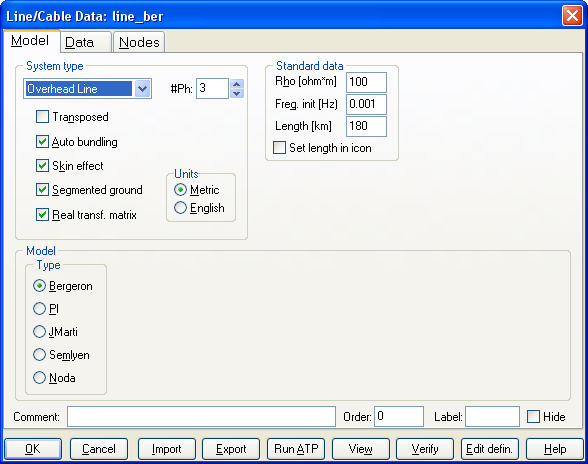 Line/Cable Data: line_ber
Model Data Nodes
System type
Overhead Line #Ph: 3
Transposed
Auto bundling
Skin effect
Segmented ground
Real transf. matrix
Units
Metric
English
Standard data
Rho [ohm*m] 100
Freq. init [Hz] 0.001
Length [km] 180
Set length in icon
Model
Type
Bergeron
PI
JMarti
Semlyen
Noda
Comment: Order: 0 Label: Hide
OK Cancel Import Export Run ATP View Verify Edit defin. Help